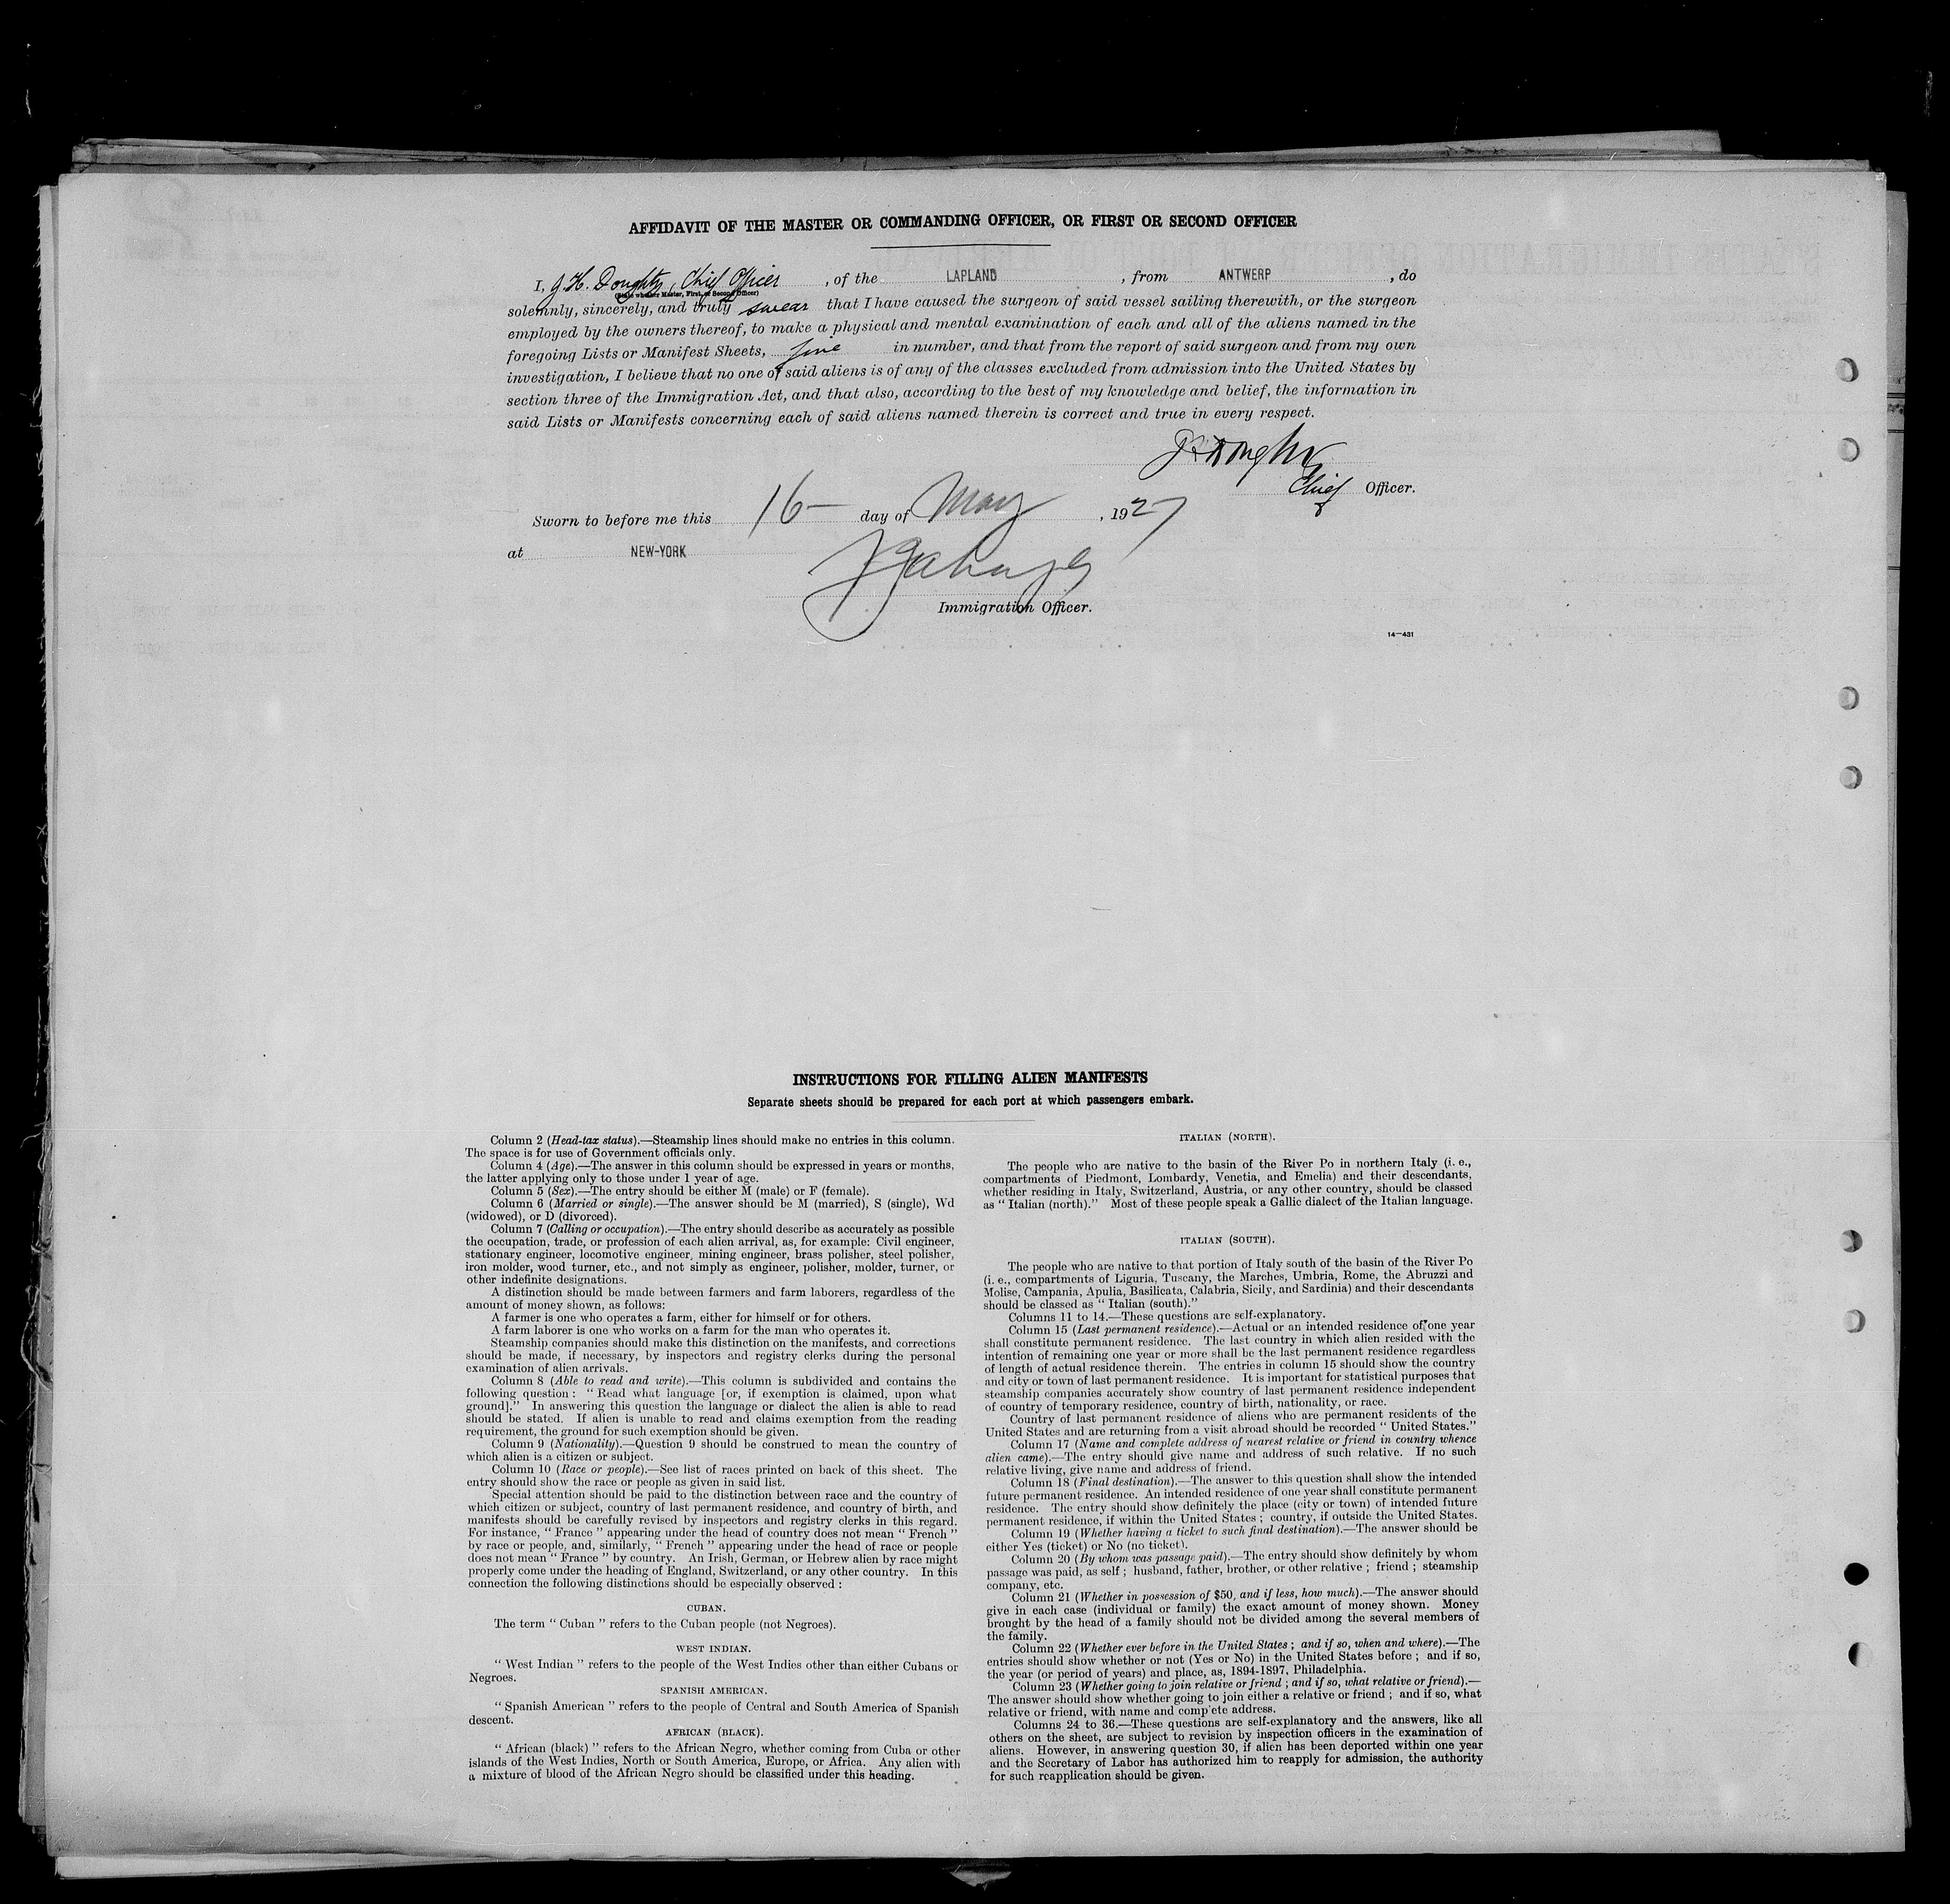 AFFIDAVIT OF THE MASTER OR COMMANDING OFFICER, OR FIRST OR SECOND OFFICER
I, J. H. Doughty, Chief Officer, of the LAPLAND, from ANTWERP, do
(State whether Master, First, or Second Officer)
solemnly, sincerely, and truly swear that I have caused the surgeon of said vessel sailing therewith, or the surgeon
employed by the owners thereof, to make a physical and mental examination of each and all of the aliens named in the
foregoing Lists or Manifest Sheets, five in number, and that from the report of said surgeon and from my own
investigation, I believe that no one of said aliens is of any of the classes excluded from admission into the United States by
section three of the Immigration Act, and that also, according to the best of my knowledge and belief, the information in
said Lists or Manifests concerning each of said aliens named therein is correct and true in every respect.
Chief Officer.
Sworn to before me this 16 day of May, 1927
at NEW-YORK
Immigration Officer.
14—431
INSTRUCTIONS FOR FILLING ALIEN MANIFESTS
Separate sheets should be prepared for each port at which passengers embark.
Column 2 (Head-tax status).—Steamship lines should make no entries in this column.
The space is for use of Government officials only.
Column 4 (Age).—The answer in this column should be expressed in years or months,
the latter applying only to those under 1 year of age.
Column 5 (Sex).—The entry should be either M (male) or F (female).
Column 6 (Married or single).—The answer should be M (married), S (single), Wd
(widowed), or D (divorced).
Column 7 (Calling or occupation).—The entry should describe as accurately as possible
the occupation, trade, or profession of each alien arrival, as, for example: Civil engineer,
stationary engineer, locomotive engineer, mining engineer, brass polisher, steel polisher,
iron molder, wood turner, etc., and not simply as engineer, polisher, molder, turner, or
other indefinite designations.
A distinction should be made between farmers and farm laborers, regardless of the
amount of money shown, as follows:
A farmer is one who operates a farm, either for himself or for others.
A farm laborer is one who works on a farm for the man who operates it.
Steamship companies should make this distinction on the manifests, and corrections
should be made, if necessary, by inspectors and registry clerks during the personal
examination of alien arrivals.
Column 8 (Able to read and write).—This column is subdivided and contains the
following question: "Read what language [or, if exemption is claimed, upon what
ground]." In answering this question the language or dialect the alien is able to read
should be stated. If alien is unable to read and claims exemption from the reading
requirement, the ground for such exemption should be given.
Column 9 (Nationality).—Question 9 should be construed to mean the country of
which alien is a citizen or subject.
Column 10 (Race or people).—See list of races printed on back of this sheet. The
entry should show the race or people as given in said list.
Special attention should be paid to the distinction between race and the country of
which citizen or subject, country of last permanent residence, and country of birth, and
manifests should be carefully revised by inspectors and registry clerks in this regard.
For instance, "France" appearing under the head of country does not mean "French"
by race or people, and, similarly, "French" appearing under the head of race or people
does not mean "France" by country. An Irish, German, or Hebrew alien by race might
properly come under the heading of England, Switzerland, or any other country. In this
connection the following distinctions should be especially observed:
CUBAN.
The term "Cuban" refers to the Cuban people (not Negroes).
WEST INDIAN.
"West Indian" refers to the people of the West Indies other than either Cubans or
Negroes.
SPANISH AMERICAN.
"Spanish American" refers to the people of Central and South America of Spanish
descent.
AFRICAN (BLACK).
"African (black)" refers to the African Negro, whether coming from Cuba or other
islands of the West Indies, North or South America, Europe, or Africa. Any alien with
a mixture of blood of the African Negro should be classified under this heading.
ITALIAN (NORTH).
The people who are native to the basin of the River Po in northern Italy (i. e.,
compartments of Piedmont, Lombardy, Venetia, and Emelia) and their descendants,
whether residing in Italy, Switzerland, Austria, or any other country, should be classed
as "Italian (north)." Most of these people speak a Gallic dialect of the Italian language.
ITALIAN (SOUTH).
The people who are native to that portion of Italy south of the basin of the River Po
(i. e., compartments of Liguria, Tuscany, the Marches, Umbria, Rome, the Abruzzi and
Molise, Campania, Apulia, Basilicata, Calabria, Sicily, and Sardinia) and their descendants
should be classed as "Italian (south)."
Columns 11 to 14.—These questions are self-explanatory.
Column 15 (Last permanent residence).—Actual or an intended residence of one year
shall constitute permanent residence. The last country in which alien resided with the
intention of remaining one year or more shall be the last permanent residence regardless
of length of actual residence therein. The entries in column 15 should show the country
and city or town of last permanent residence. It is important for statistical purposes that
steamship companies accurately show country of last permanent residence independent
of country of temporary residence, country of birth, nationality, or race.
Country of last permanent residence of aliens who are permanent residents of the
United States and are returning from a visit abroad should be recorded "United States."
Column 17 (Name and complete address of nearest relative or friend in country whence
alien came).—The entry should give name and address of such relative. If no such
relative living, give name and address of friend.
Column 18 (Final destination).—The answer to this question shall show the intended
future permanent residence. An intended residence of one year shall constitute permanent
residence. The entry should show definitely the place (city or town) of intended future
permanent residence, if within the United States; country, if outside the United States.
Column 19 (Whether having a ticket to such final destination).—The answer should be
either Yes (ticket) or No (no ticket).
Column 20 (By whom was passage paid).—The entry should show definitely by whom
passage was paid, as self; husband, father, brother, or other relative; friend; steamship
company, etc.
Column 21 (Whether in possession of $50, and if less, how much).—The answer should
give in each case (individual or family) the exact amount of money shown. Money
brought by the head of a family should not be divided among the several members of
the family.
Column 22 (Whether ever before in the United States; and if so, when and where).—The
entries should show whether or not (Yes or No) in the United States before; and if so,
the year (or period of years) and place, as, 1894-1897, Philadelphia.
Column 23 (Whether going to join relative or friend; and if so, what relative or friend).—
The answer should show whether going to join either a relative or friend; and if so, what
relative or friend, with name and complete address.
Columns 24 to 36.—These questions are self-explanatory and the answers, like all
others on the sheet, are subject to revision by inspection officers in the examination of
aliens. However, in answering question 30, if alien has been deported within one year
and the Secretary of Labor has authorized him to reapply for admission, the authority
for such reapplication should be given.